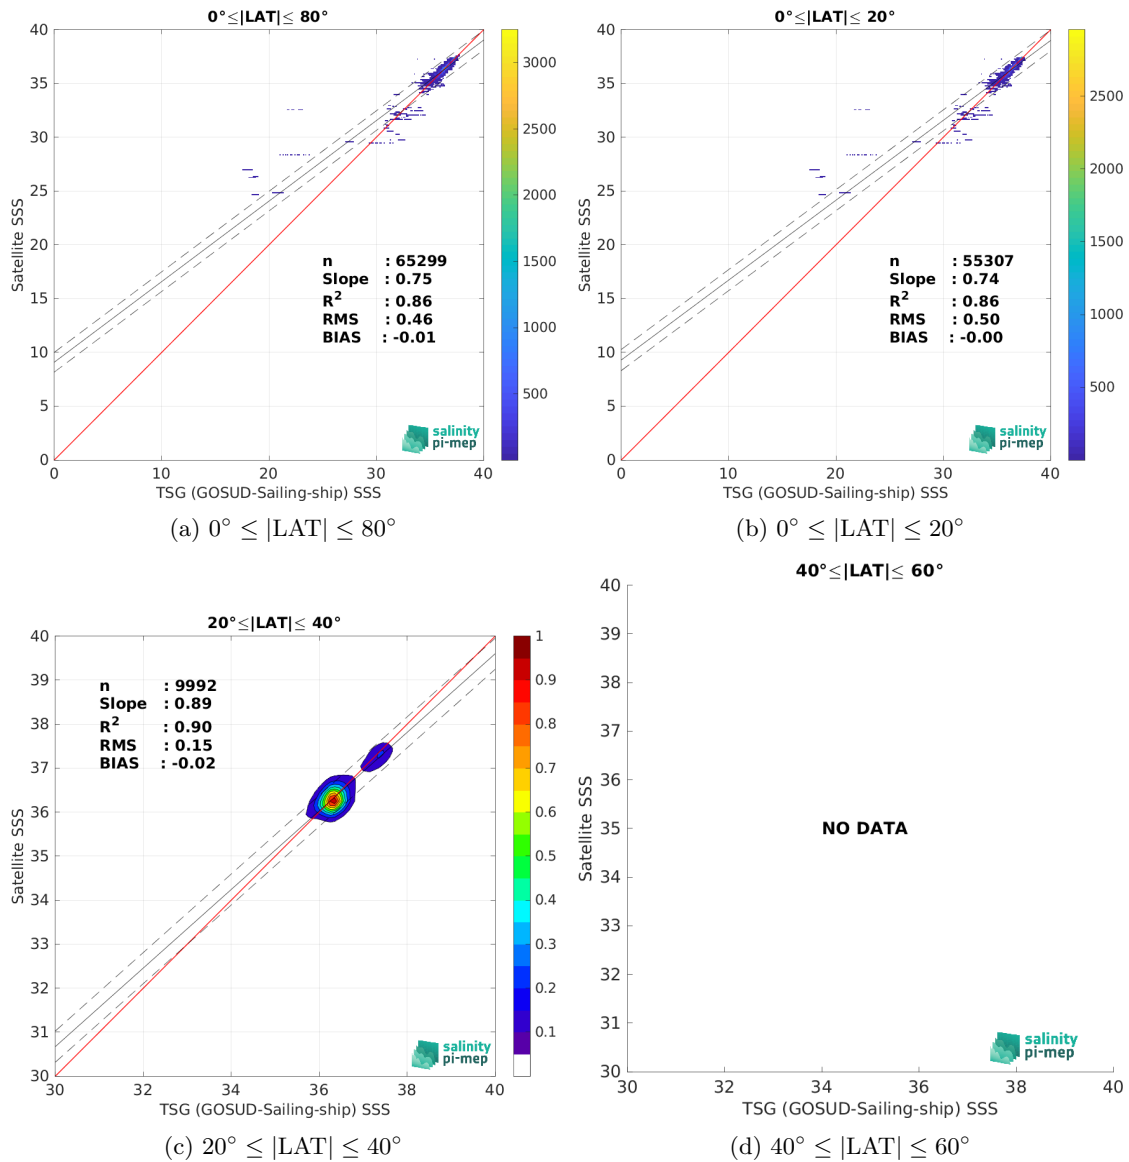 0°≤|LAT|≤ 80°
40
35
30
25
20
15
10
5
0
Satellite SSS
n : 65299
Slope : 0.75
R² : 0.86
RMS : 0.46
BIAS : -0.01
salinity
pi-mep
0 10 20 30 40
TSG (GOSUD-Sailing-ship) SSS
3000
2500
2000
1500
1000
500
(a) 0° ≤ |LAT| ≤ 80°
0°≤|LAT|≤ 20°
40
35
30
25
20
15
10
5
0
Satellite SSS
n : 55307
Slope : 0.74
R² : 0.86
RMS : 0.50
BIAS : -0.00
salinity
pi-mep
0 10 20 30 40
TSG (GOSUD-Sailing-ship) SSS
2500
2000
1500
1000
500
(b) 0° ≤ |LAT| ≤ 20°
20°≤|LAT|≤ 40°
40
39
38
37
36
35
34
33
32
31
30
Satellite SSS
n : 9992
Slope : 0.89
R² : 0.90
RMS : 0.15
BIAS : -0.02
salinity
pi-mep
30 32 34 36 38 40
TSG (GOSUD-Sailing-ship) SSS
1
0.9
0.8
0.7
0.6
0.5
0.4
0.3
0.2
0.1
(c) 20° ≤ |LAT| ≤ 40°
40°≤|LAT|≤ 60°
40
39
38
37
36
35
34
33
32
31
30
Satellite SSS
NO DATA
salinity
pi-mep
30 32 34 36 38 40
TSG (GOSUD-Sailing-ship) SSS
(d) 40° ≤ |LAT| ≤ 60°